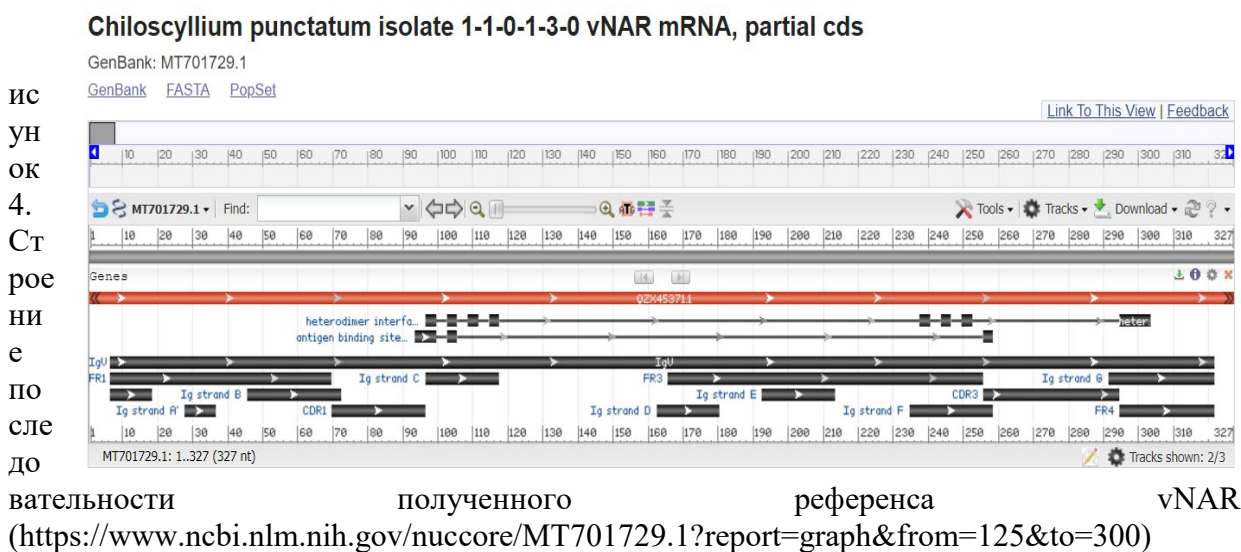 Chiloscyllium punctatum isolate 1-1-0-1-3-0 vNAR mRNA, partial cds
GenBank: MT701729.1
GenBank FASTA PopSet
Link To This View | Feedback
10 20 30 40 50 60 70 80 90 100 110 120 130 140 150 160 170 180 190 200 210 220 230 240 250 260 270 280 290 300 310 32
MT701729.1 Find: Tools Tracks Download ?
1 10 20 30 40 50 60 70 80 90 100 110 120 130 140 150 160 170 180 190 200 210 220 230 240 250 260 270 280 290 300 310 327
Genes
QZX45371.1
heterodimer interfa… heter
antigen binding site…
IgV IgV
FR1 Ig strand C FR3 Ig strand G
Ig strand B Ig strand E CDR3
Ig strand A' CDR1 Ig strand D Ig strand F FR4
1 10 20 30 40 50 60 70 80 90 100 110 120 130 140 150 160 170 180 190 200 210 220 230 240 250 260 270 280 290 300 310 327
MT701729.1: 1..327 (327 nt) Tracks shown: 2/3
ис
ун
ок
4.
Ст
рое
ни
е
по
сле
до
вательности полученного референса vNAR
(https://www.ncbi.nlm.nih.gov/nuccore/MT701729.1?report=graph&from=125&to=300)